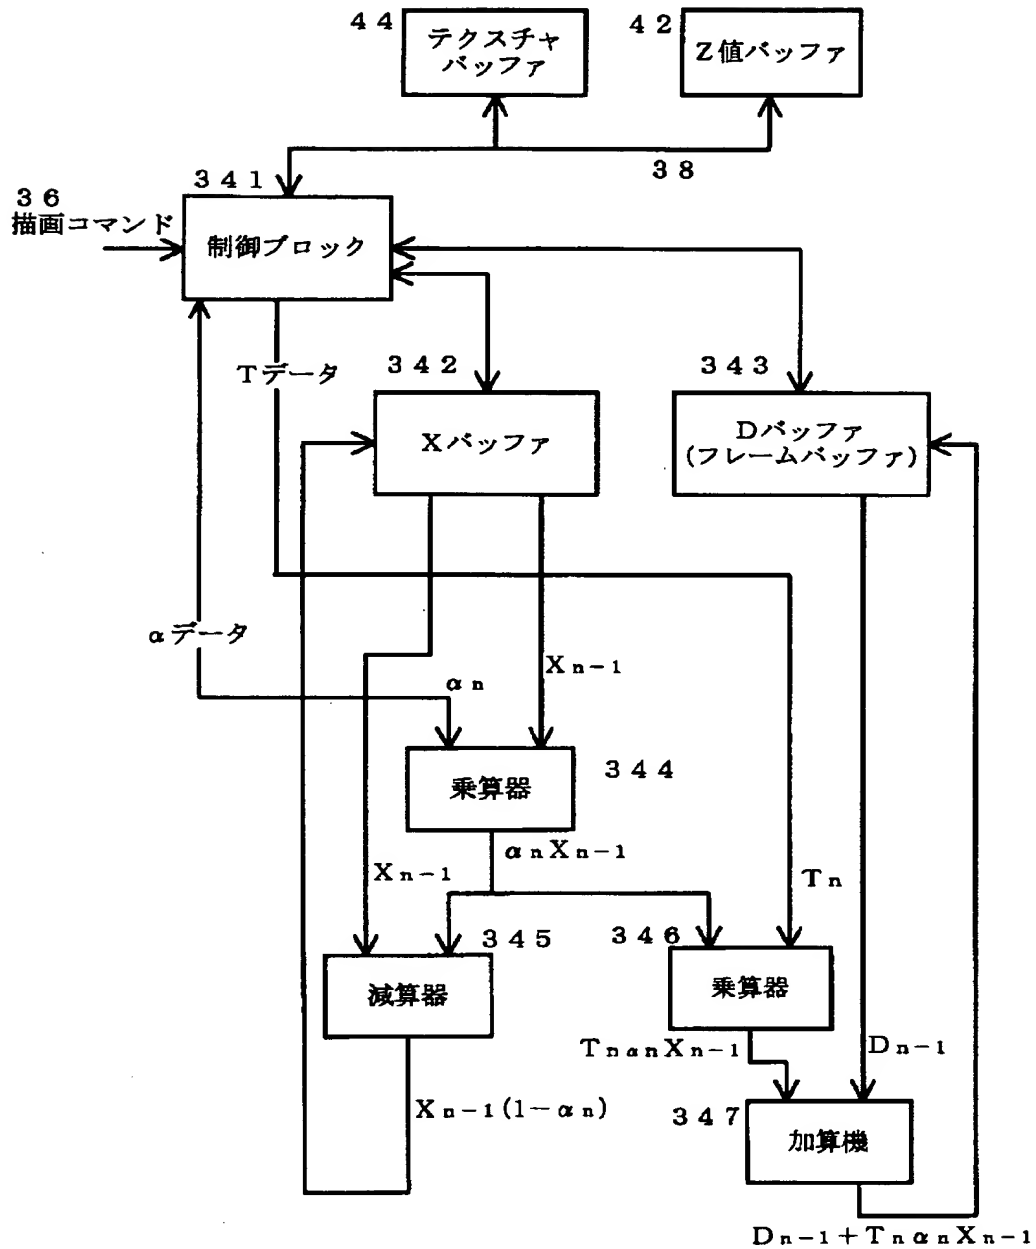 ４４
テクスチャ
バッファ
４２
Ｚ値バッファ
３８
３４１
３６
描画コマンド
制御ブロック
Ｔデータ
３４２
３４３
Ｘバッファ
Ｄバッファ
(フレームバッファ)
αデータ
αn
Ｘn-1
３４４
乗算器
αnＸn-1
Ｘn-1
Ｔn
３４５
３４６
減算器
乗算器
ＴnαnＸn-1
Ｄn-1
Ｘn-1(1-αn)
３４７
加算機
Ｄn-1+ＴnαnＸn-1